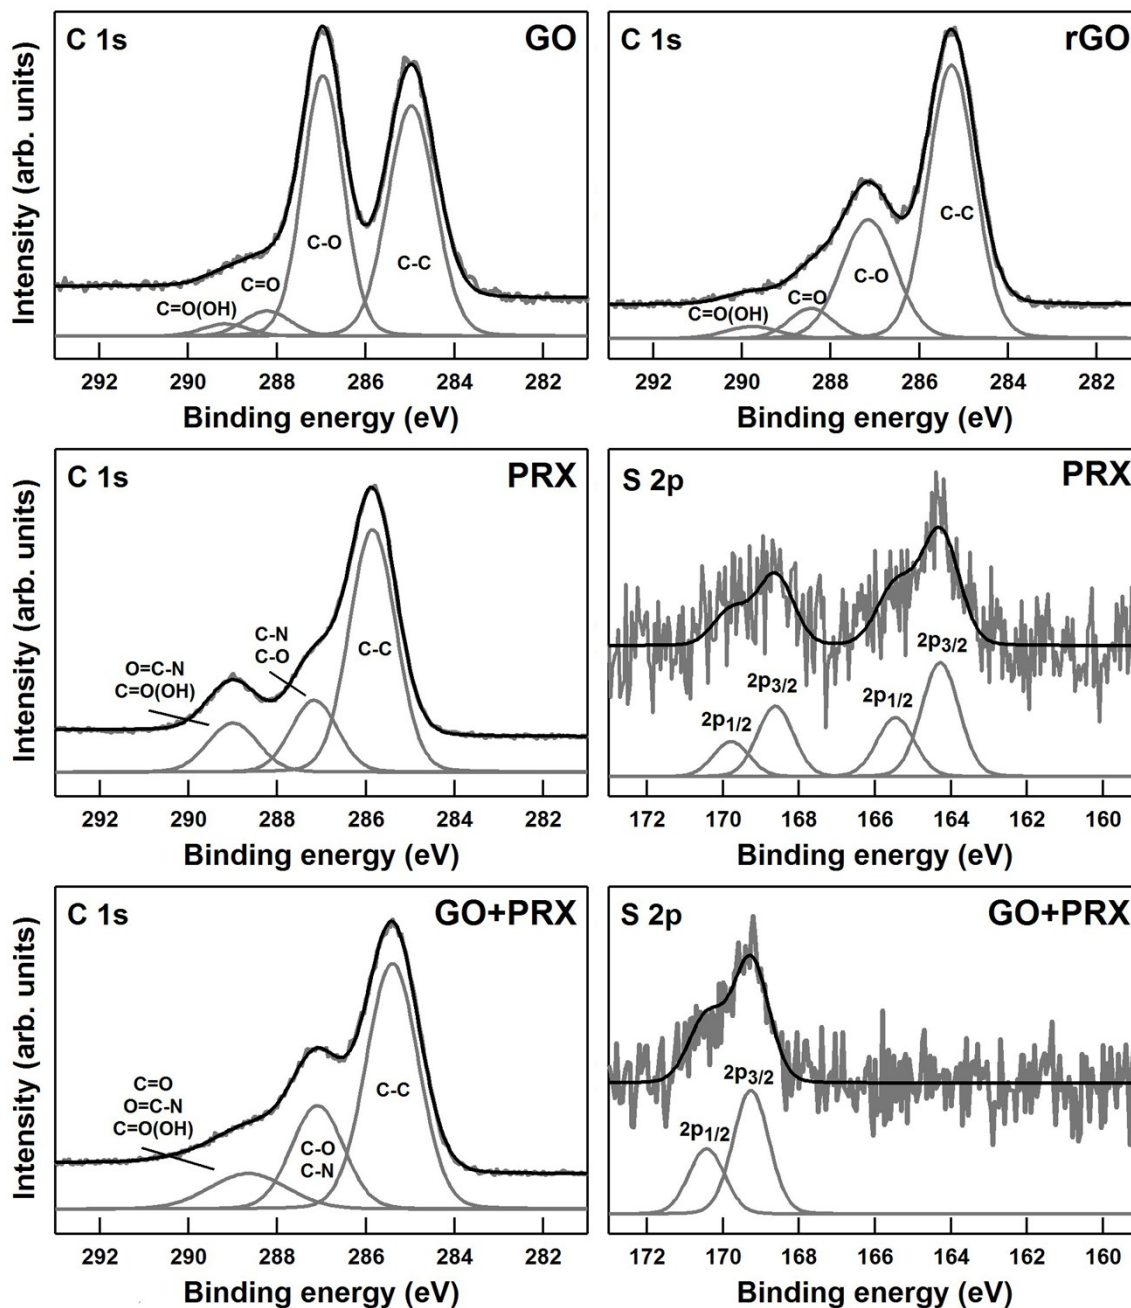 C 1s
GO
C-O
C-C
C=O
C=O(OH)
Intensity (arb. units)
292 290 288 286 284 282
Binding energy (eV)
C 1s
rGO
C-C
C-O
C=O
C=O(OH)
292 290 288 286 284 282
Binding energy (eV)
C 1s
PRX
C-N
C-O
C-C
O=C-N
C=O(OH)
Intensity (arb. units)
292 290 288 286 284 282
Binding energy (eV)
S 2p
PRX
2p3/2
2p3/2
2p1/2
2p1/2
172 170 168 166 164 162 160
Binding energy (eV)
C 1s
GO+PRX
C-C
C=O
O=C-N
C=O(OH)
C-O
C-N
Intensity (arb. units)
292 290 288 286 284 282
Binding energy (eV)
S 2p
GO+PRX
2p3/2
2p1/2
172 170 168 166 164 162 160
Binding energy (eV)